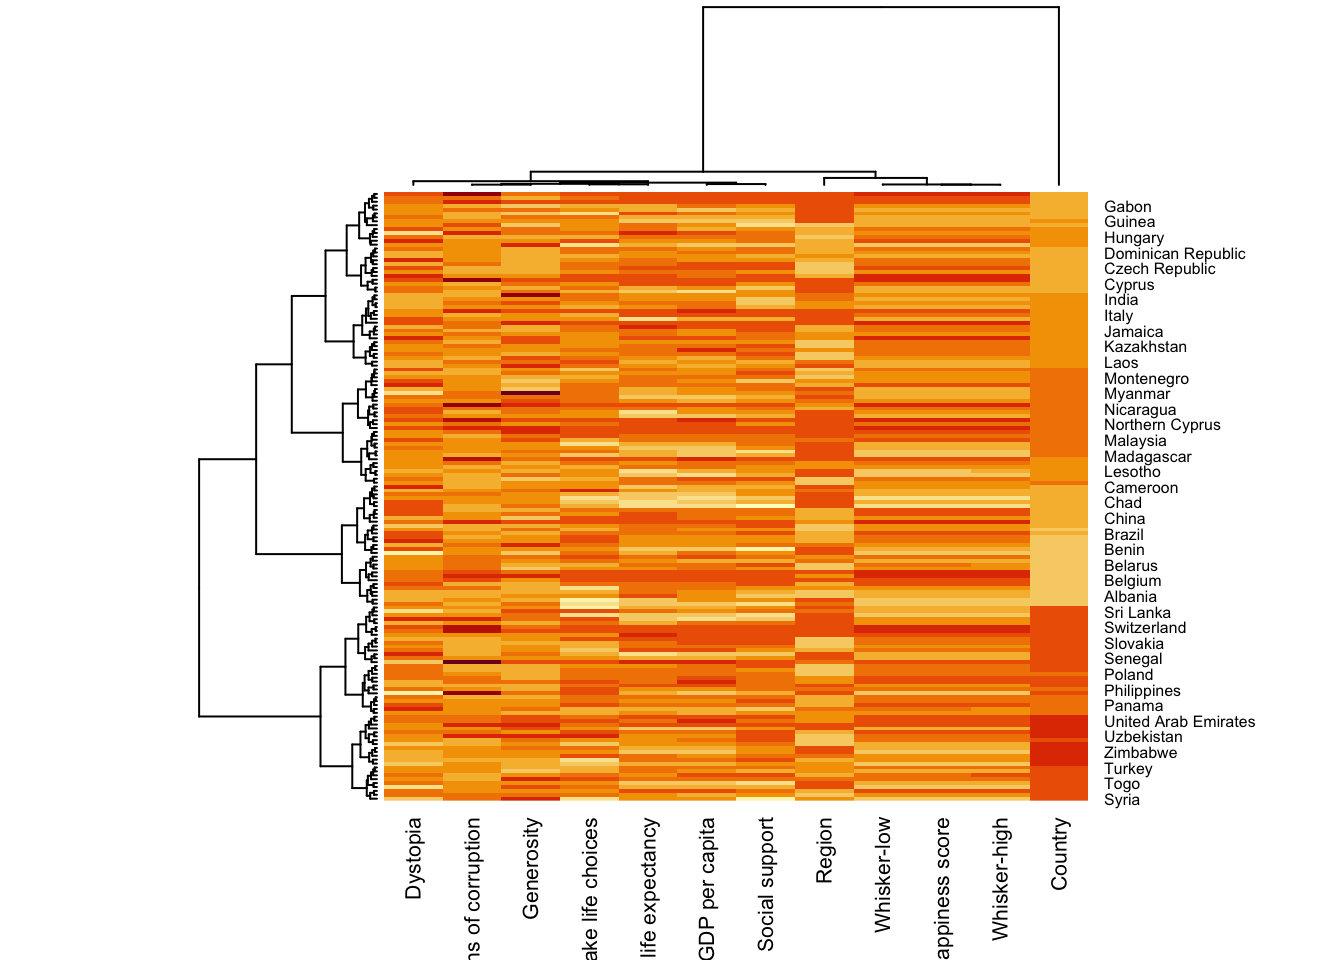 Gabon
Guinea
Hungary
Dominican Republic
Czech Republic
Cyprus
India
Italy
Jamaica
Kazakhstan
Laos
Montenegro
Myanmar
Nicaragua
Northern Cyprus
Malaysia
Madagascar
Lesotho
Cameroon
Chad
China
Brazil
Benin
Belarus
Belgium
Albania
Sri Lanka
Switzerland
Slovakia
Senegal
Poland
Philippines
Panama
United Arab Emirates
Uzbekistan
Zimbabwe
Turkey
Togo
Syria
Dystopia
ns of corruption
Generosity
ake life choices
life expectancy
GDP per capita
Social support
Region
Whisker-low
appiness score
Whisker-high
Country